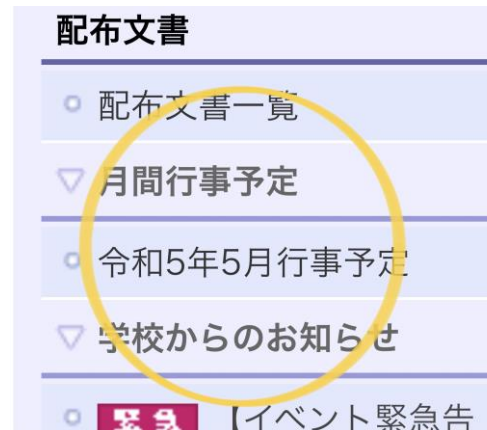 配布文書
配布文書一覧
月間行事予定
令和5年5月行事予定
学校からのお知らせ
緊急 【イベント緊急告